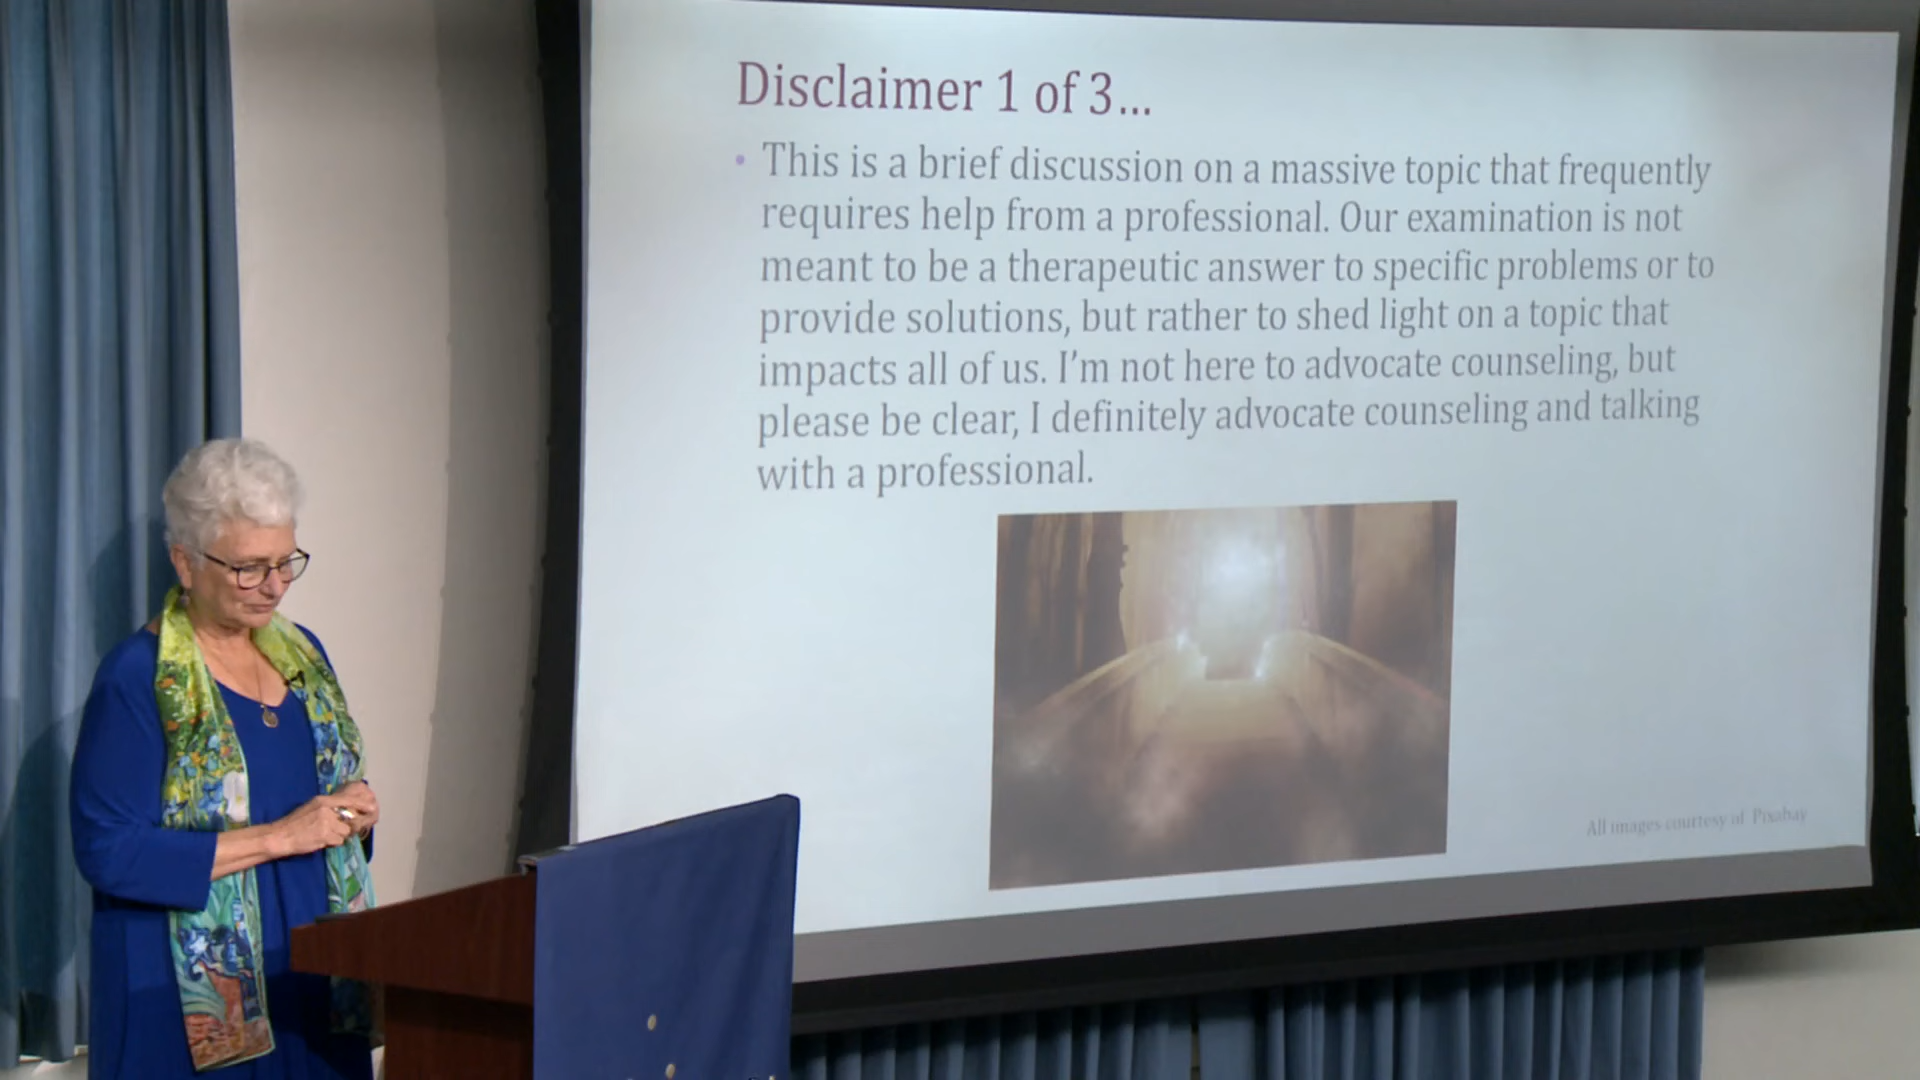 Disclaimer 1 of 3...
• This is a brief discussion on a massive topic that frequently
requires help from a professional. Our examination is not
meant to be a therapeutic answer to specific problems or to
provide solutions, but rather to shed light on a topic that
impacts all of us. I'm not here to advocate counseling, but
please be clear, I definitely advocate counseling and talking
with a professional.
All images courtesy of Pixabay